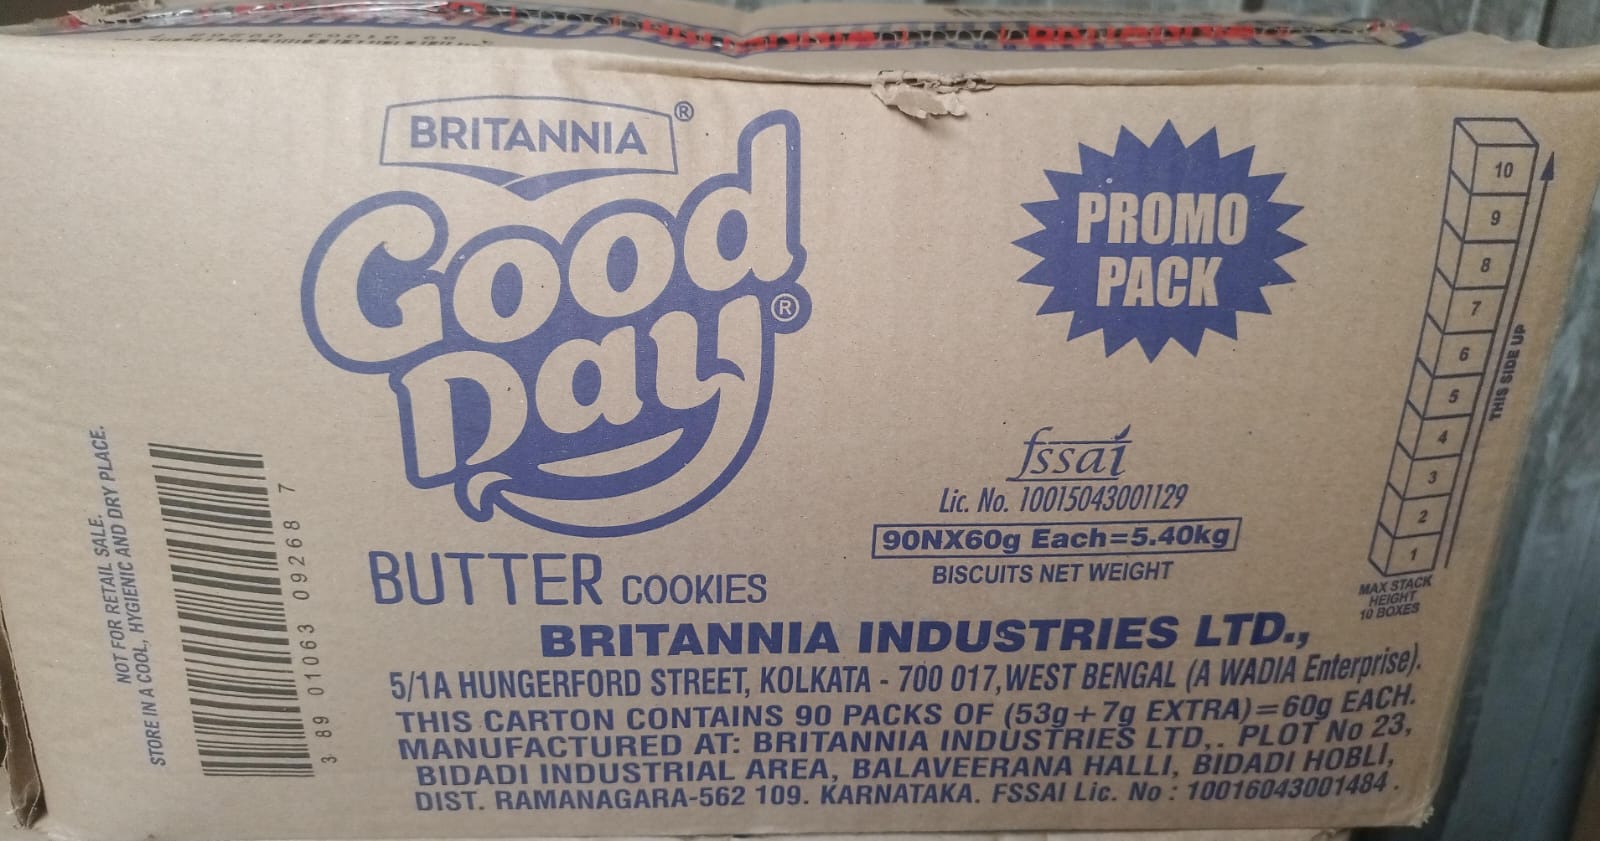 BRITANNIA ®
Good
Day ®
BUTTER COOKIES
PROMO
PACK
fssai
Lic. No. 10015043001129
90NX60g Each=5.40kg
BISCUITS NET WEIGHT
BRITANNIA INDUSTRIES LTD.,
5/1A HUNGERFORD STREET, KOLKATA - 700 017, WEST BENGAL (A WADIA Enterprise).
THIS CARTON CONTAINS 90 PACKS OF (53g+7g EXTRA)=60g EACH.
MANUFACTURED AT: BRITANNIA INDUSTRIES LTD,. PLOT No 23,
BIDADI INDUSTRIAL AREA, BALAVEERANA HALLI, BIDADI HOBLI,
DIST. RAMANAGARA-562 109. KARNATAKA. FSSAI Lic. No : 10016043001484.
NOT FOR RETAIL SALE.
STORE IN A COOL, HYGIENIC AND DRY PLACE.
3 89 01063 09268 7
10
9
8
7
6
5
4
3
2
1
THIS SIDE UP
MAX STACK
HEIGHT
10 BOXES